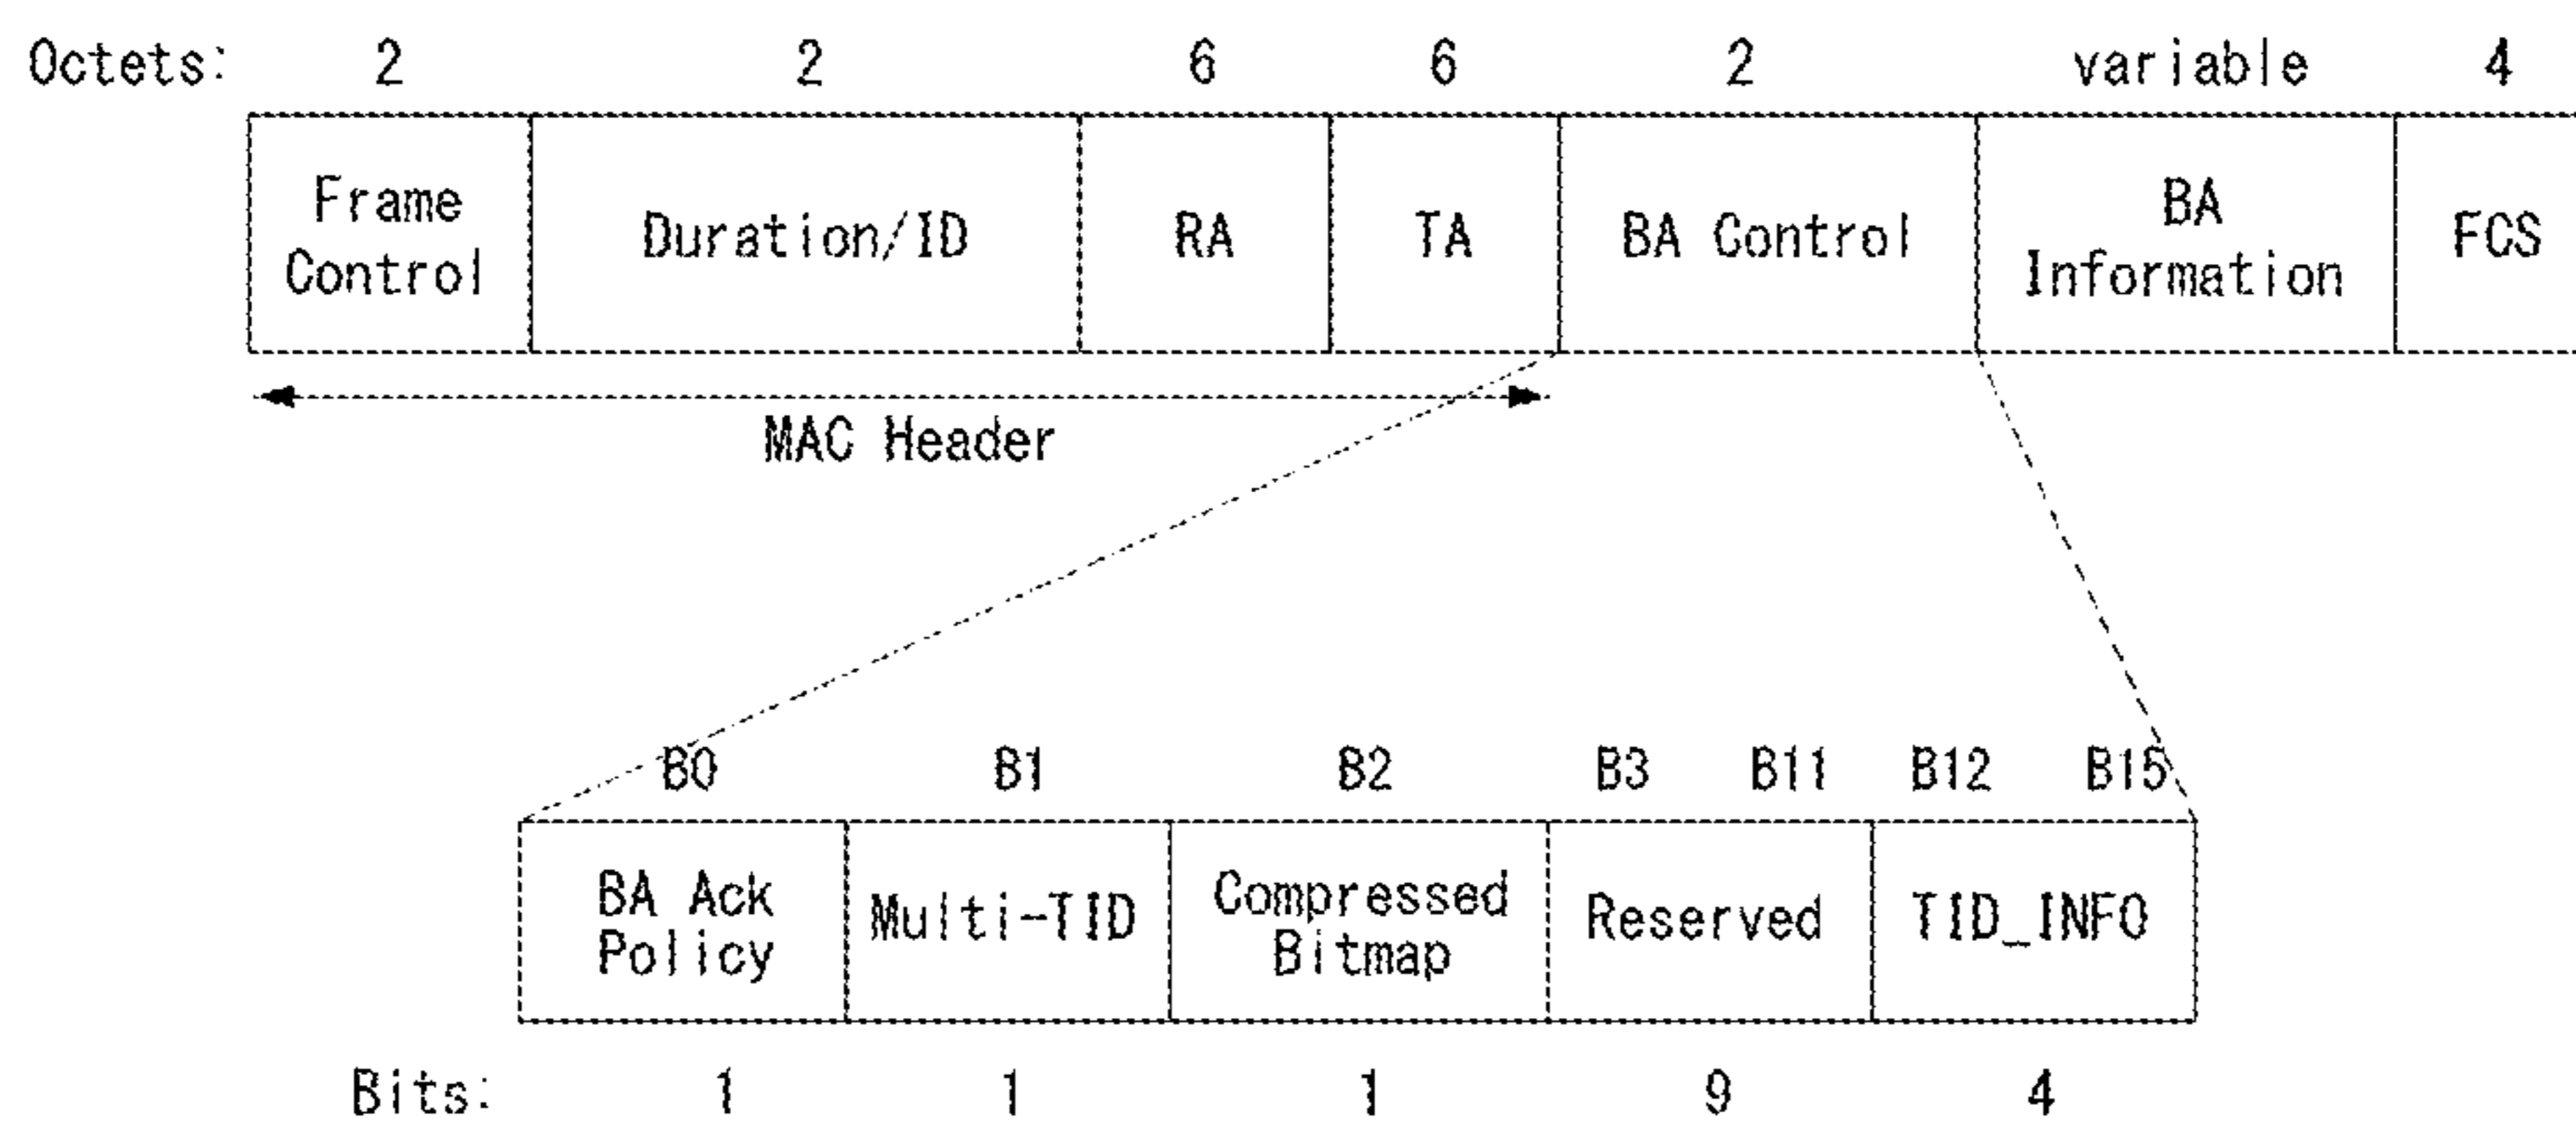 Octets: 2 2 6 6 2 variable 4
Frame Control Duration/ID RA TA BA Control BA Information FCS
MAC Header
B0 B1 B2 B3 B11 B12 B15
BA Ack Policy Multi-TID Compressed Bitmap Reserved TID_INFO
Bits: 1 1 1 9 4